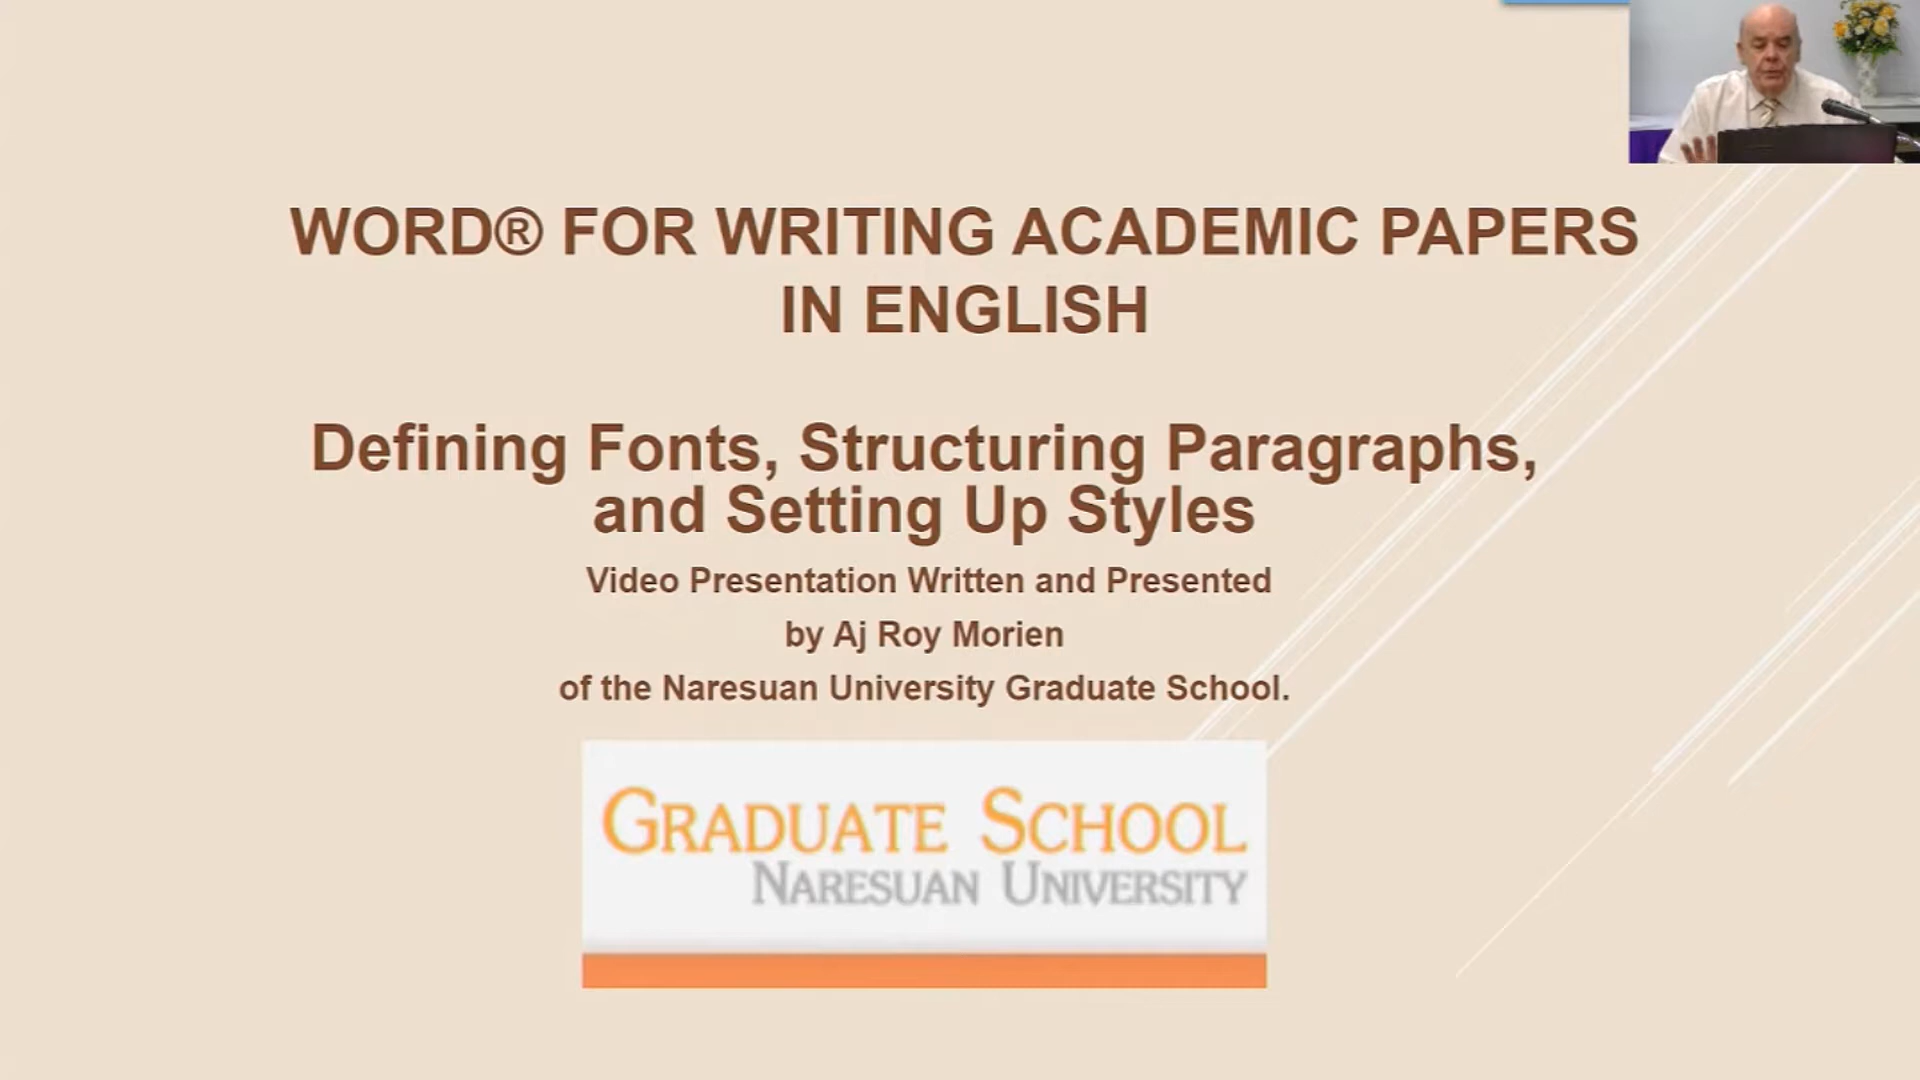 WORD® FOR WRITING ACADEMIC PAPERS
IN ENGLISH
Defining Fonts, Structuring Paragraphs,
and Setting Up Styles
Video Presentation Written and Presented
by Aj Roy Morien
of the Naresuan University Graduate School.
GRADUATE SCHOOL
NARESUAN UNIVERSITY